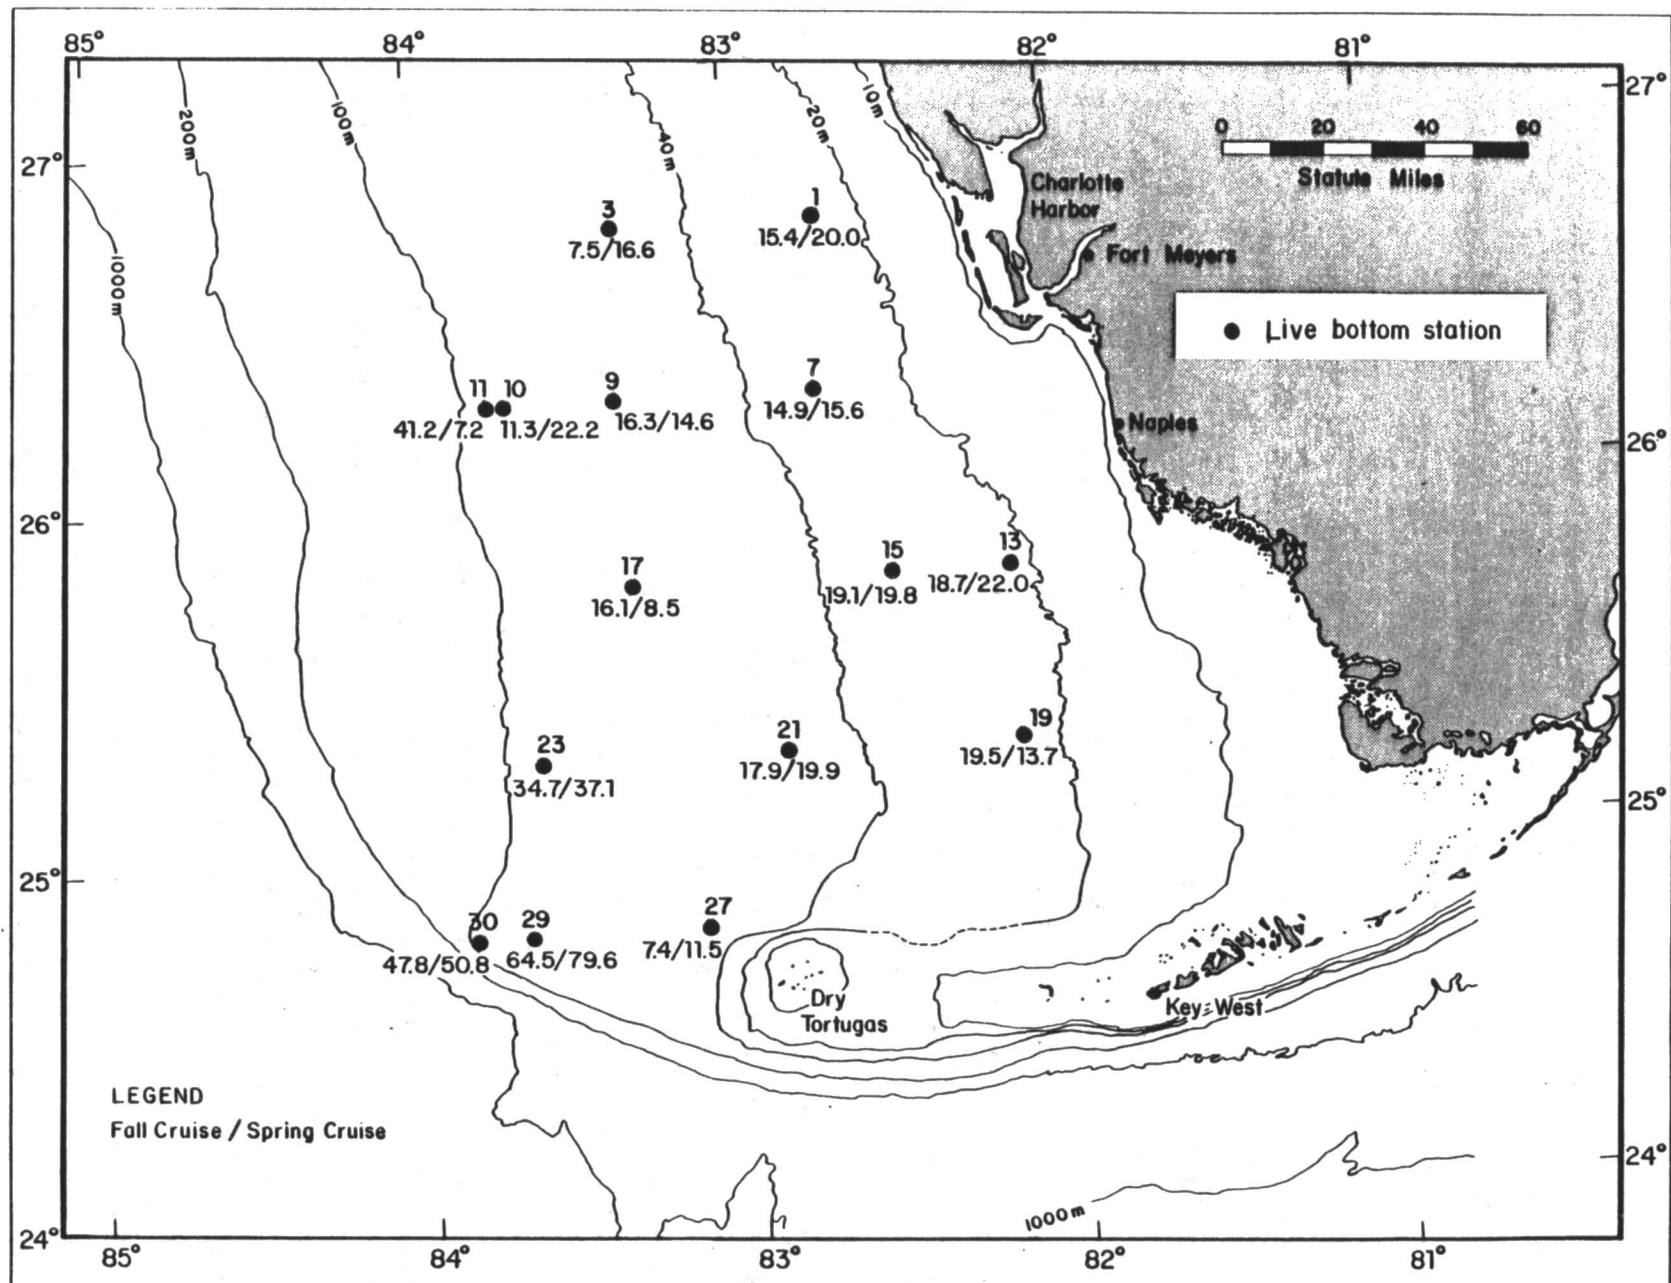 85° 84° 83° 82° 81°
27°
200m
100m
40m
20m
10m
0 20 40 60
Statute Miles
27°
1000m
3
7.5/16.6
1
15.4/20.0
Charlotte
Harbor
Fort Meyers
Live bottom station
11 10
41.2/7.2 11.3/22.2
9
16.3/14.6
7
14.9/15.6
Naples
26°
26°
17
16.1/8.5
15
19.1/19.8
13
18.7/22.0
23
34.7/37.1
21
17.9/19.9
19
19.5/13.7
25°
25°
30
47.8/50.8
29
64.5/79.6
27
7.4/11.5
Dry
Tortugas
Key West
LEGEND
Fall Cruise / Spring Cruise
24°
1000m
24°
85° 84° 83° 82° 81°